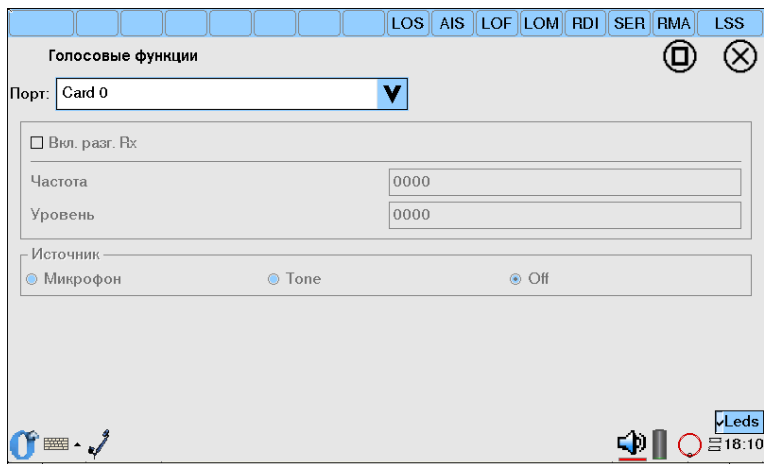 LOS AIS LOF LOM RDI SER RMA LSS
Голосовые функции
Порт: Card 0
Вкл. разг. Rx
Частота 0000
Уровень 0000
Источник
Микрофон Tone Off
Leds
18:10